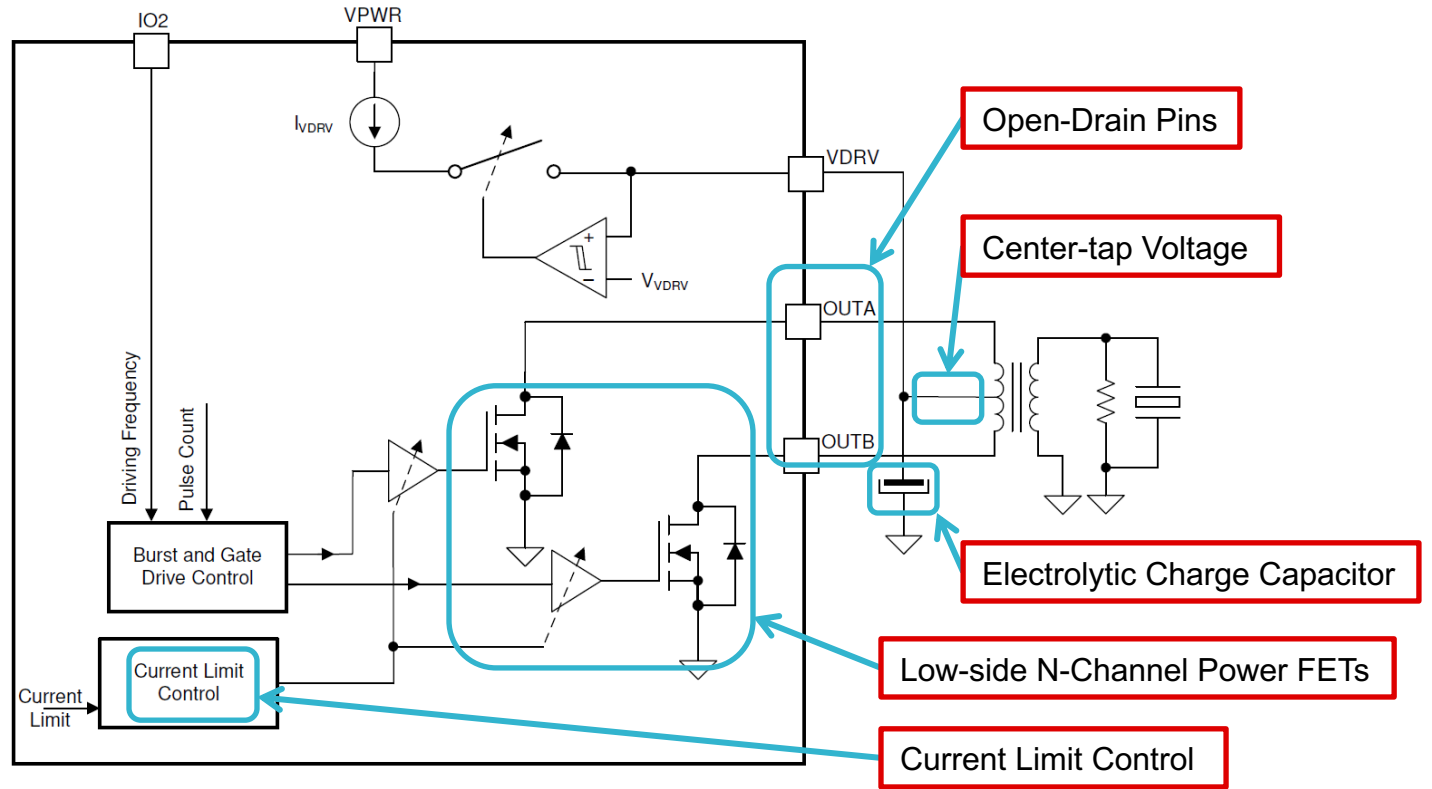 IO2
VPWR
Open-Drain Pins
I_VDRV
VDRV
Center-tap Voltage
+
−
V_VDRV
OUTA
Driving Frequency
Pulse Count
OUTB
Burst and Gate
Drive Control
Electrolytic Charge Capacitor
Low-side N-Channel Power FETs
Current Limit
Control
Current
Limit
Current Limit Control